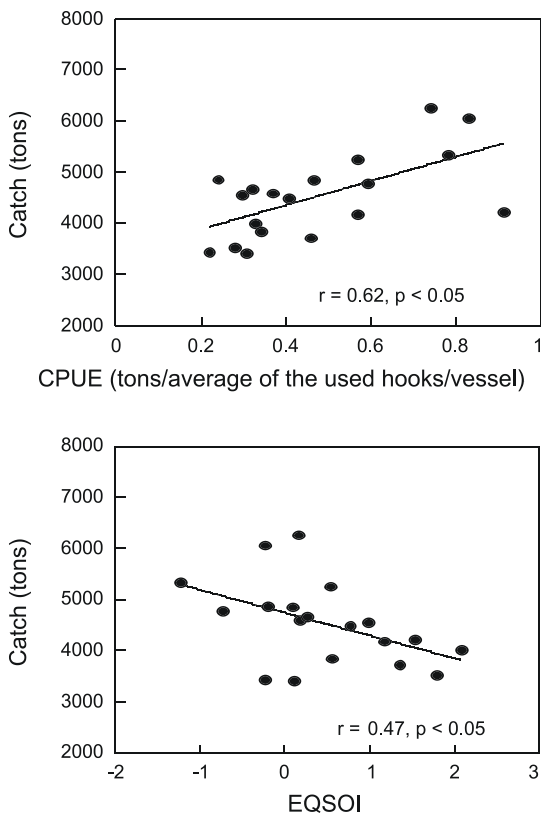 8000
7000
6000
5000
4000
3000
2000
Catch (tons)
r = 0.62, p < 0.05
0 0.2 0.4 0.6 0.8 1
CPUE (tons/average of the used hooks/vessel)
8000
7000
6000
5000
4000
3000
2000
Catch (tons)
r = 0.47, p < 0.05
-2 -1 0 1 2 3
EQSOI